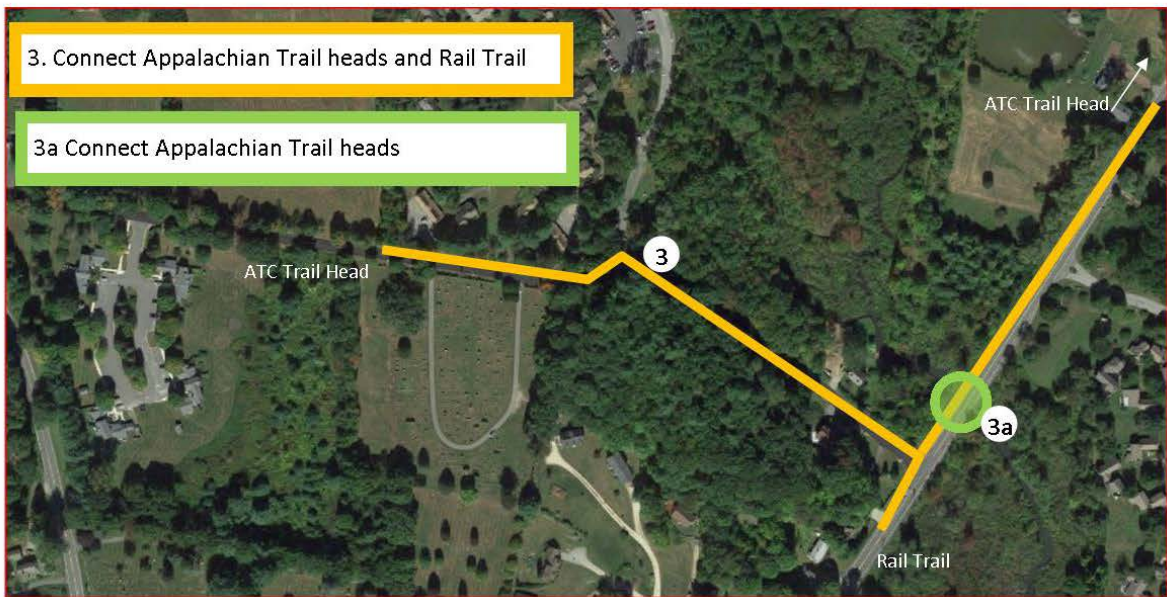 3. Connect Appalachian Trail heads and Rail Trail
3a Connect Appalachian Trail heads
ATC Trail Head
ATC Trail Head
3
3a
Rail Trail